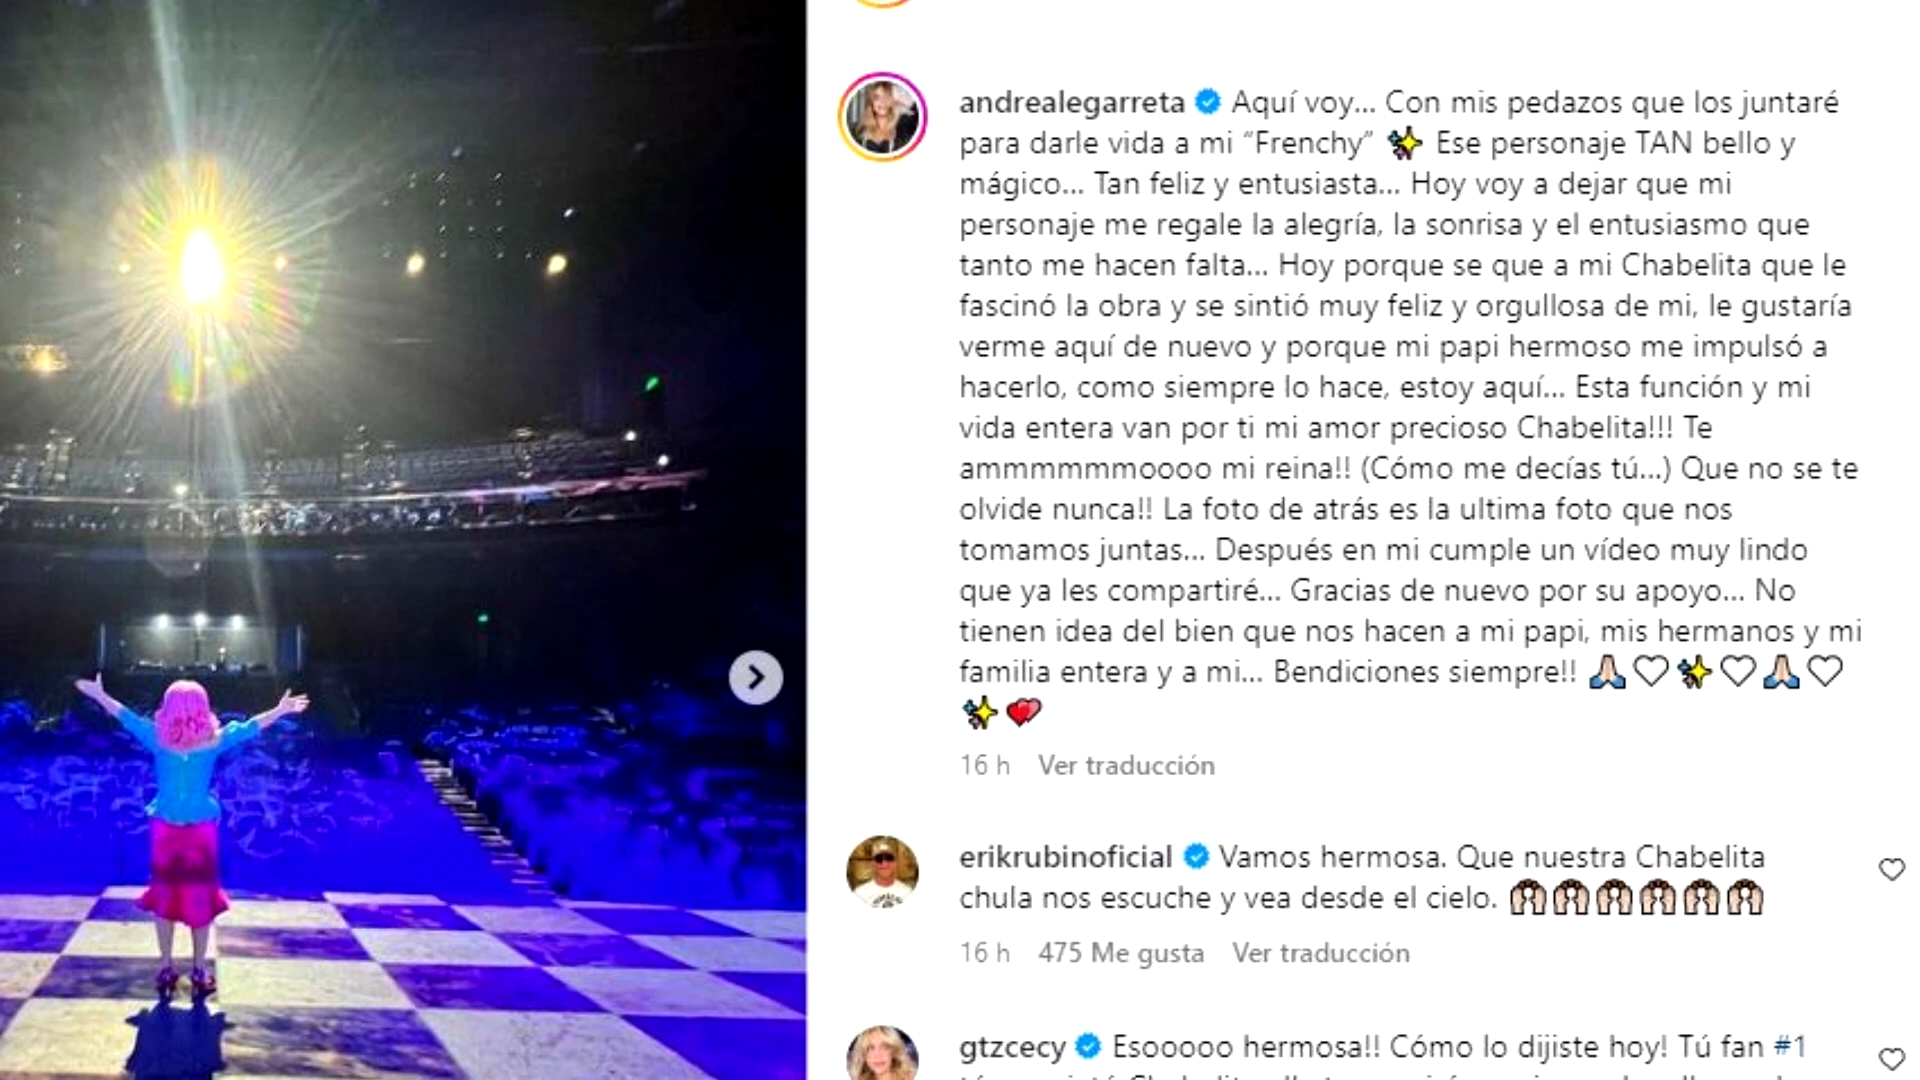 andrealegarreta Aquí voy... Con mis pedazos que los juntaré
para darle vida a mi “Frenchy” ✨ Ese personaje TAN bello y
mágico... Tan feliz y entusiasta... Hoy voy a dejar que mi
personaje me regale la alegría, la sonrisa y el entusiasmo que
tanto me hacen falta... Hoy porque se que a mi Chabelita que le
fascinó la obra y se sintió muy feliz y orgullosa de mi, le gustaría
verme aquí de nuevo y porque mi papi hermoso me impulsó a
hacerlo, como siempre lo hace, estoy aquí... Esta función y mi
vida entera van por ti mi amor precioso Chabelita!!! Te
ammmmmmoooo mi reina!! (Cómo me decías tú...) Que no se te
olvide nunca!! La foto de atrás es la ultima foto que nos
tomamos juntas... Después en mi cumple un vídeo muy lindo
que ya les compartiré... Gracias de nuevo por su apoyo... No
tienen idea del bien que nos hacen a mi papi, mis hermanos y mi
familia entera y a mi... Bendiciones siempre!! 🙏🏻🤍✨🤍🙏🏻🤍
✨💕
16 h Ver traducción
erikrubinoficial Vamos hermosa. Que nuestra Chabelita
chula nos escuche y vea desde el cielo. 🙌🏻🙌🏻🙌🏻🙌🏻🙌🏻🙌🏻
16 h 475 Me gusta Ver traducción
gtzcecy Esooooo hermosa!! Cómo lo dijiste hoy! Tú fan #1